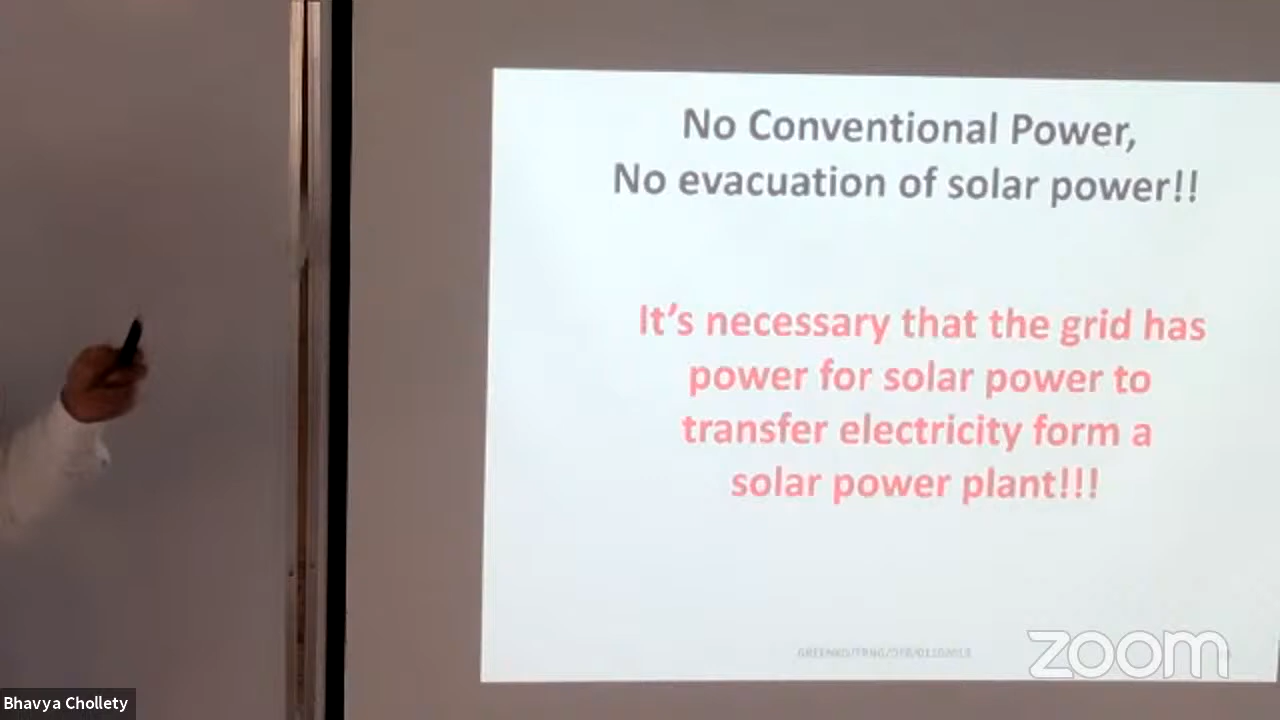 No Conventional Power,
No evacuation of solar power!!
It's necessary that the grid has
power for solar power to
transfer electricity form a
solar power plant!!!
zoom
Bhavya Chollety